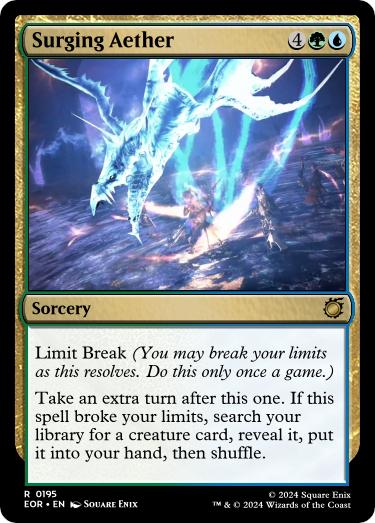 Surging Aether 4
Sorcery
Limit Break (You may break your limits
as this resolves. Do this only once a game.)
Take an extra turn after this one. If this
spell broke your limits, search your
library for a creature card, reveal it, put
it into your hand, then shuffle.
R 0195 © 2024 Square Enix
EOR • EN Square Enix ™ & © 2024 Wizards of the Coast